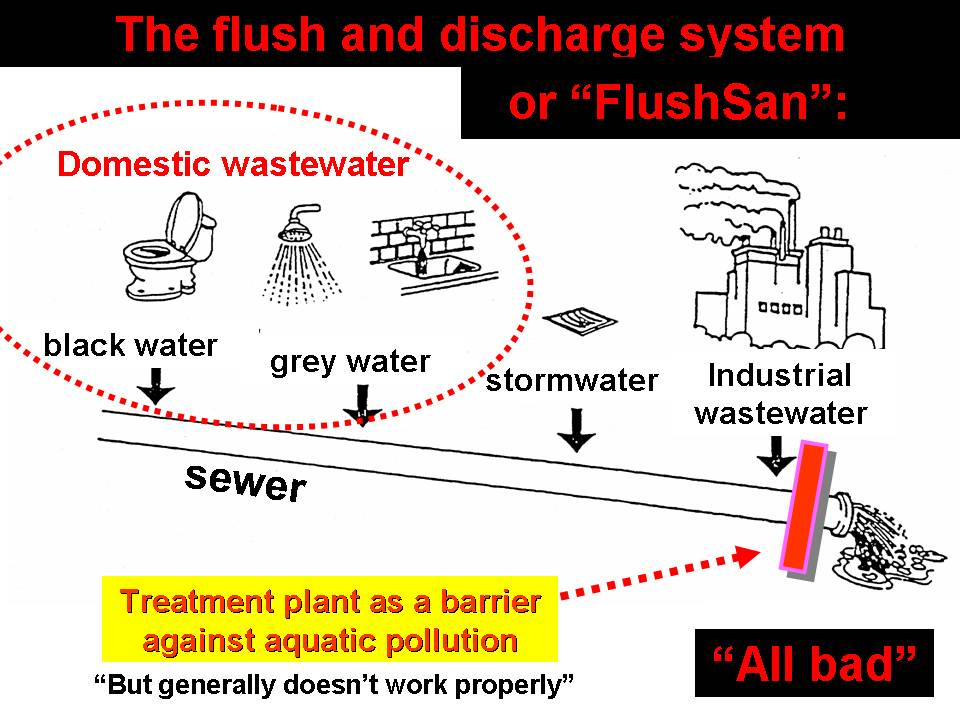 The flush and discharge system
or “FlushSan”:
Domestic wastewater
black water
grey water
stormwater
Industrial
wastewater
sewer
Treatment plant as a barrier
against aquatic pollution
“But generally doesn’t work properly”
“All bad”